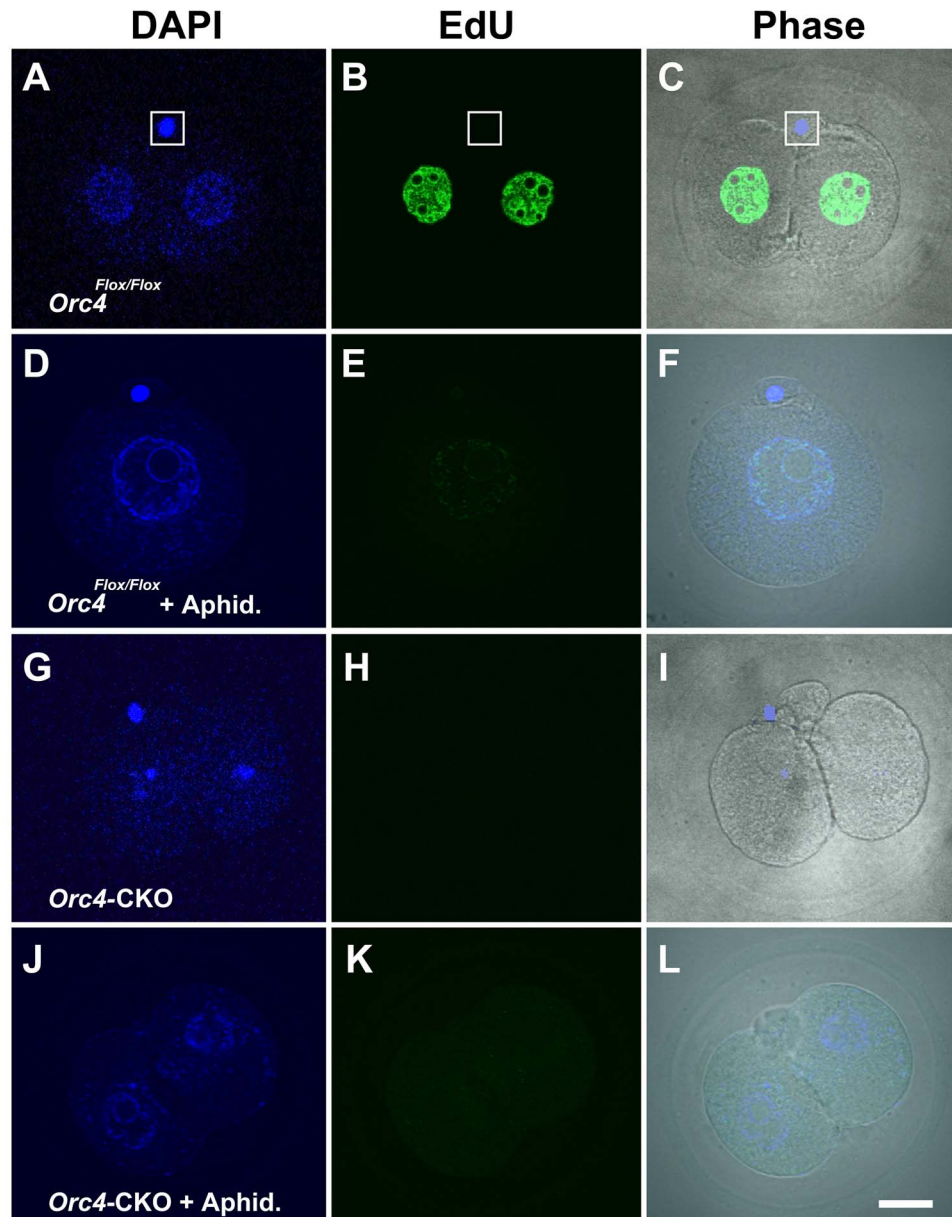 DAPI EdU Phase
A B C
Orc4 Flox/Flox
D E F
Orc4 Flox/Flox + Aphid.
G H I
Orc4-CKO
J K L
Orc4-CKO + Aphid.